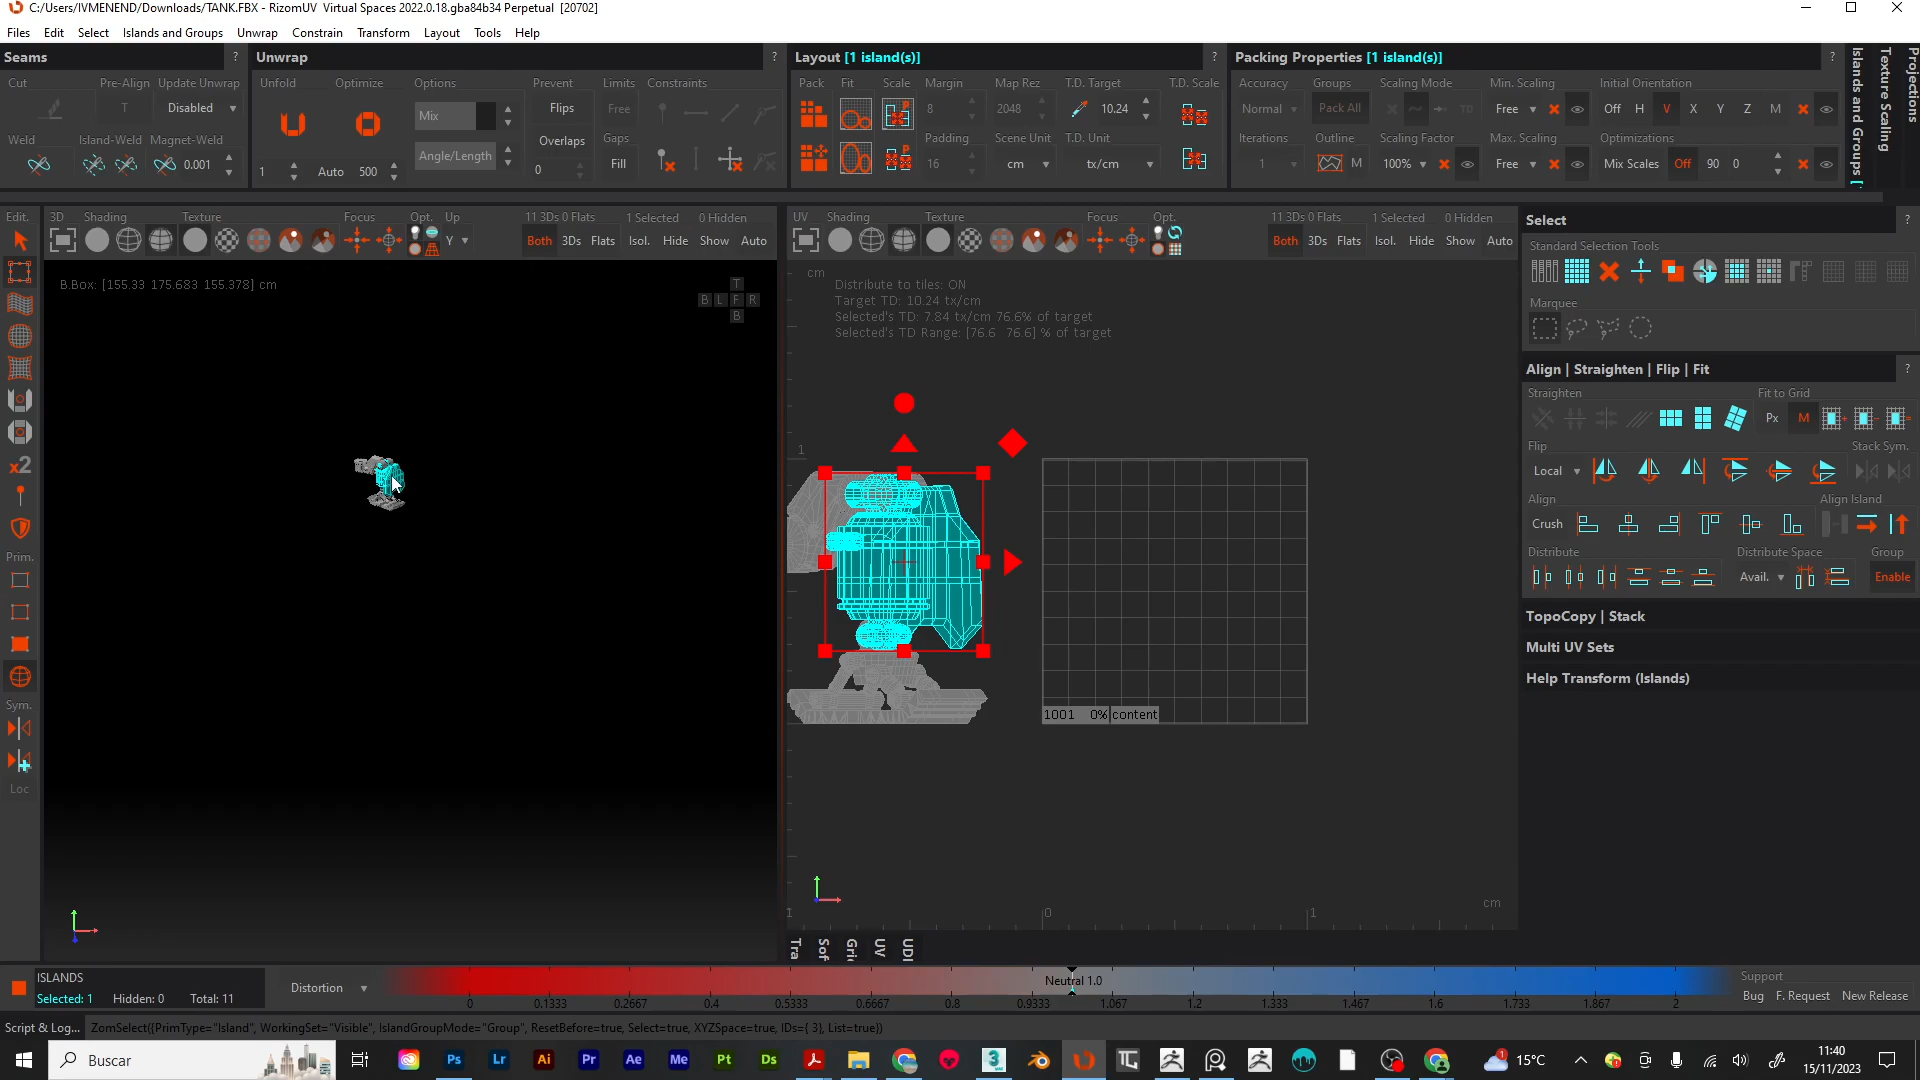 C:/Users/IVMENEND/Downloads/TANK.FBX - RizomUV Virtual Spaces 2022.0.18.gba84b34 Perpetual [20702]
Files Edit Select Islands and Groups Unwrap Constrain Transform Layout Tools Help
Seams ? Unwrap ? Layout [1 island(s)] ? Packing Properties [1 island(s)] ?
Cut Pre-Align Update Unwrap Unfold Optimize Options Prevent Limits Constraints Pack Fit Scale Margin Map Rez T.D. Target T.D. Scale Accuracy Groups Scaling Mode Min. Scaling Initial Orientation
T Disabled Mix Flips Free 8 2048 10.24 Normal Pack All TD Free Off H V X Y Z M
Weld Island-Weld Magnet-Weld Overlaps Gaps Padding Scene Unit T.D. Unit Iterations Outline Scaling Factor Max. Scaling Optimizations
0.001 1 Auto 500 Angle/Length 0 Fill 16 cm tx/cm 1 M 100% Free Mix Scales Off 90 0
Islands and Groups [
Texture Scaling
Projections
Edit. 3D Shading Texture Focus Opt. Up 11 3Ds 0 Flats 1 Selected 0 Hidden
Y Both 3Ds Flats Isol. Hide Show Auto
UV Shading Texture Focus Opt. 11 3Ds 0 Flats 1 Selected 0 Hidden
Both 3Ds Flats Isol. Hide Show Auto
B.Box: [155.33 175.683 155.378] cm
T
B L F R
B
cm
Distribute to tiles: ON
Target TD: 10.24 tx/cm
Selected's TD: 7.84 tx/cm 76.6% of target
Selected's TD Range: [76.6 76.6] % of target
1
1001 0% content
1 0 1 cm
Tra Sof Gri UV UDI
x2
Prim.
Sym.
Loc
Select ?
Standard Selection Tools
Marquee
Align | Straighten | Flip | Fit ?
Straighten Fit to Grid
Px M
Flip Stack Sym.
Local
Align Align Island
Crush
Distribute Distribute Space Group
Avail. Enable
TopoCopy | Stack
Multi UV Sets
Help Transform (Islands)
ISLANDS
Selected: 1 Hidden: 0 Total: 11
Distortion
Neutral 1.0
0 0.1333 0.2667 0.4 0.5333 0.6667 0.8 0.9333 1.067 1.2 1.333 1.467 1.6 1.733 1.867 2
Support
Bug F. Request New Release
Script & Log... ZomSelect({PrimType="Island", WorkingSet="Visible", IslandGroupMode="Group", ResetBefore=true, Select=true, XYZSpace=true, IDs={ 3}, List=true})
Buscar
Ps Lr Ai Pr Ae Me Pt Ds 3
1 15°C
11:40
15/11/2023